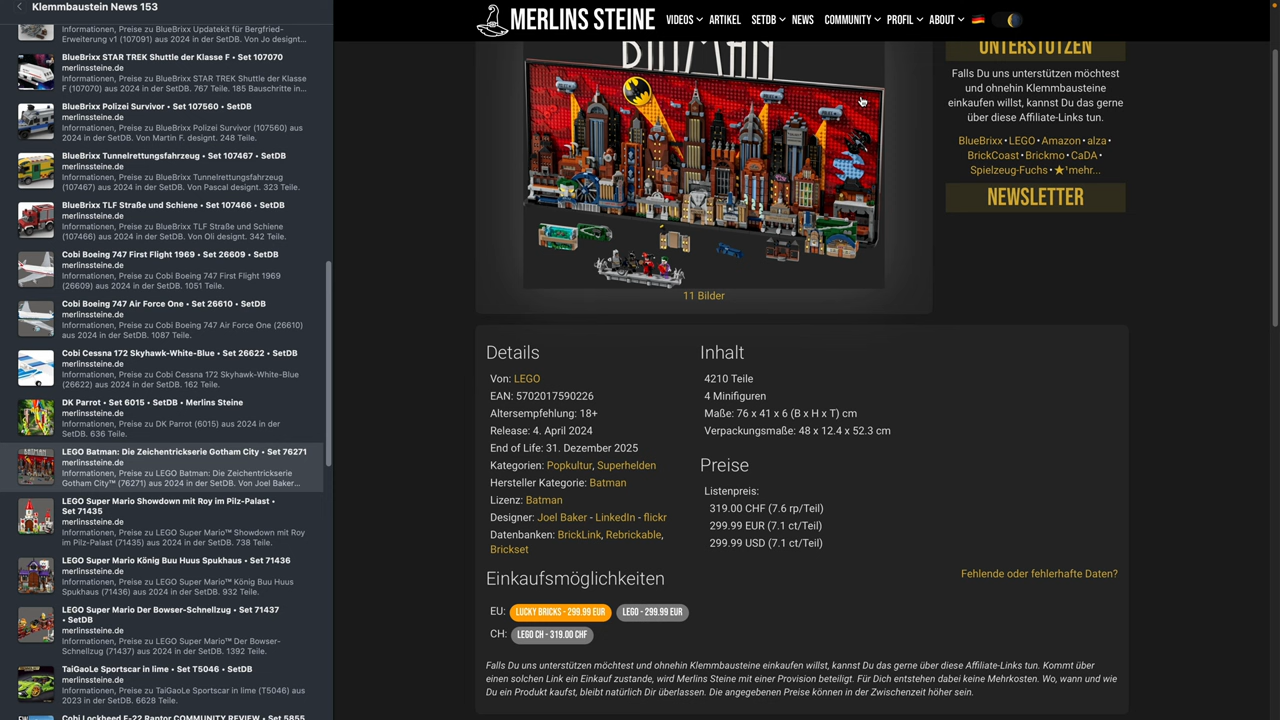 Klemmbaustein News 153
Informationen, Preise zu BlueBrixx Updatekit für Bergfried-
Erweiterung v1 (107091) aus 2024 in der SetDB. Von Jo designt...
BlueBrixx STAR TREK Shuttle der Klasse F • Set 107070
merlinssteine.de
Informationen, Preise zu BlueBrixx STAR TREK Shuttle der Klasse
F (107070) aus 2024 in der SetDB. 767 Teile. 185 Bauschritte in...
BlueBrixx Polizei Survivor • Set 107560 • SetDB
merlinssteine.de
Informationen, Preise zu BlueBrixx Polizei Survivor (107560) aus
2024 in der SetDB. Von Martin F. designt. 248 Teile.
BlueBrixx Tunnelrettungsfahrzeug • Set 107467 • SetDB
merlinssteine.de
Informationen, Preise zu BlueBrixx Tunnelrettungsfahrzeug
(107467) aus 2024 in der SetDB. Von Pascal designt. 323 Teile.
BlueBrixx TLF Straße und Schiene • Set 107466 • SetDB
merlinssteine.de
Informationen, Preise zu BlueBrixx TLF Straße und Schiene
(107466) aus 2024 in der SetDB. Von Oli designt. 342 Teile.
Cobi Boeing 747 First Flight 1969 • Set 26609 • SetDB
merlinssteine.de
Informationen, Preise zu Cobi Boeing 747 First Flight 1969
(26609) aus 2024 in der SetDB. 1051 Teile.
Cobi Boeing 747 Air Force One • Set 26610 • SetDB
merlinssteine.de
Informationen, Preise zu Cobi Boeing 747 Air Force One (26610)
aus 2024 in der SetDB. 1087 Teile.
Cobi Cessna 172 Skyhawk-White-Blue • Set 26622 • SetDB
merlinssteine.de
Informationen, Preise zu Cobi Cessna 172 Skyhawk-White-Blue
(26622) aus 2024 in der SetDB. 162 Teile.
DK Parrot • Set 6015 • SetDB • Merlins Steine
merlinssteine.de
Informationen, Preise zu DK Parrot (6015) aus 2024 in der
SetDB. 636 Teile.
LEGO Batman: Die Zeichentrickserie Gotham City • Set 76271
merlinssteine.de
Informationen, Preise zu LEGO Batman: Die Zeichentrickserie
Gotham City™ (76271) aus 2024 in der SetDB. Von Joel Baker...
LEGO Super Mario Showdown mit Roy im Pilz-Palast •
Set 71435
merlinssteine.de
Informationen, Preise zu LEGO Super Mario™ Showdown mit Roy
im Pilz-Palast (71435) aus 2024 in der SetDB. 738 Teile.
LEGO Super Mario König Buu Huus Spukhaus • Set 71436
merlinssteine.de
Informationen, Preise zu LEGO Super Mario™ König Buu Huus
Spukhaus (71436) aus 2024 in der SetDB. 932 Teile.
LEGO Super Mario Der Bowser-Schnellzug • Set 71437
• SetDB
merlinssteine.de
Informationen, Preise zu LEGO Super Mario™ Der Bowser-
Schnellzug (71437) aus 2024 in der SetDB. 1392 Teile.
TaiGaoLe Sportscar in lime • Set T5046 • SetDB
merlinssteine.de
Informationen, Preise zu TaiGaoLe Sportscar in lime (T5046) aus
2023 in der SetDB. 6628 Teile.
Cobi Lockheed F-22 Raptor COMMUNITY REVIEW • Set 5855
MERLINS STEINE
VIDEOS ARTIKEL SETDB NEWS COMMUNITY PROFIL ABOUT
BATMAN
11 Bilder
UNTERSTÜTZEN
Falls Du uns unterstützen möchtest
und ohnehin Klemmbausteine
einkaufen willst, kannst Du das gerne
über diese Affiliate-Links tun.
BlueBrixx • LEGO • Amazon • alza •
BrickCoast • Brickmo • CaDA •
Spielzeug-Fuchs • ★¹mehr...
NEWSLETTER
Details
Von: LEGO
EAN: 5702017590226
Altersempfehlung: 18+
Release: 4. April 2024
End of Life: 31. Dezember 2025
Kategorien: Popkultur, Superhelden
Hersteller Kategorie: Batman
Lizenz: Batman
Designer: Joel Baker - LinkedIn - flickr
Datenbanken: BrickLink, Rebrickable,
Brickset
Inhalt
4210 Teile
4 Minifiguren
Maße: 76 x 41 x 6 (B x H x T) cm
Verpackungsmaße: 48 x 12.4 x 52.3 cm
Preise
Listenpreis:
319.00 CHF (7.6 rp/Teil)
299.99 EUR (7.1 ct/Teil)
299.99 USD (7.1 ct/Teil)
Fehlende oder fehlerhafte Daten?
Einkaufsmöglichkeiten
EU: LUCKY BRICKS - 299.99 EUR LEGO - 299.99 EUR
CH: LEGO CH - 319.00 CHF
Falls Du uns unterstützen möchtest und ohnehin Klemmbausteine einkaufen willst, kannst Du das gerne über diese Affiliate-Links tun. Kommt über
einen solchen Link ein Einkauf zustande, wird Merlins Steine mit einer Provision beteiligt. Für Dich entstehen dabei keine Mehrkosten. Wo, wann und wie
Du ein Produkt kaufst, bleibt natürlich Dir überlassen. Die angegebenen Preise können in der Zwischenzeit höher sein.